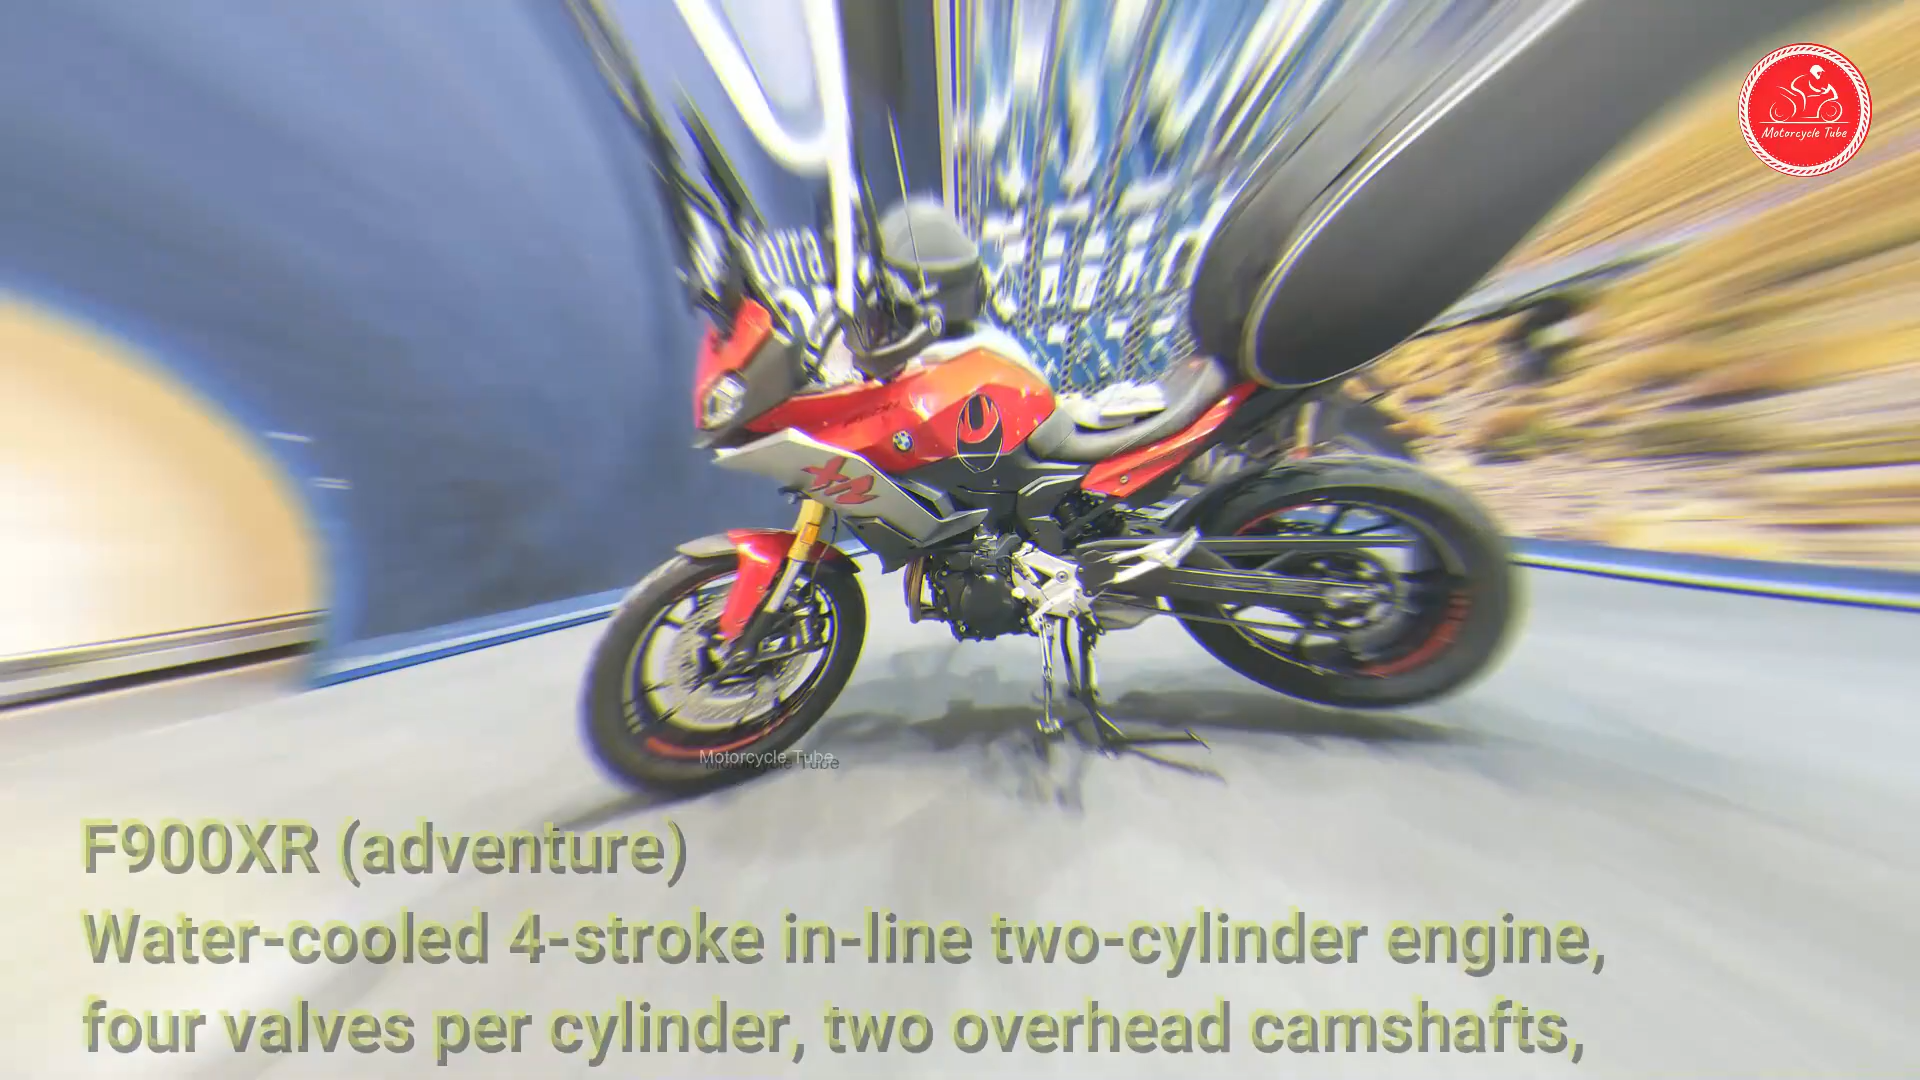 Motorcycle Tube
XR
Motorcycle Tube
F900XR (adventure)
Water-cooled 4-stroke in-line two-cylinder engine,
four valves per cylinder, two overhead camshafts,